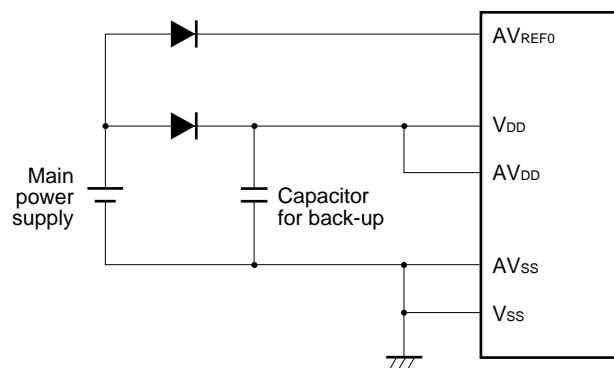 AVREF0
VDD
Main
power
supply
AVDD
Capacitor
for back-up
AVSS
VSS